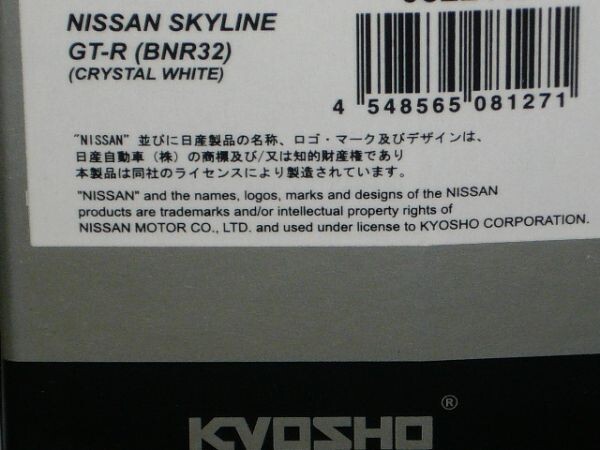 NISSAN SKYLINE
GT-R (BNR32)
(CRYSTAL WHITE)
4 548565 081271
"NISSAN" 並びに日産製品の名称、ロゴ・マーク及びデザインは、
日産自動車（株）の商標及び/又は知的財産権であり
本製品は同社のライセンスにより製造されています。
"NISSAN" and the names, logos, marks and designs of the NISSAN
products are trademarks and/or intellectual property rights of
NISSAN MOTOR CO., LTD. and used under license to KYOSHO CORPORATION.
KYOSHO ®